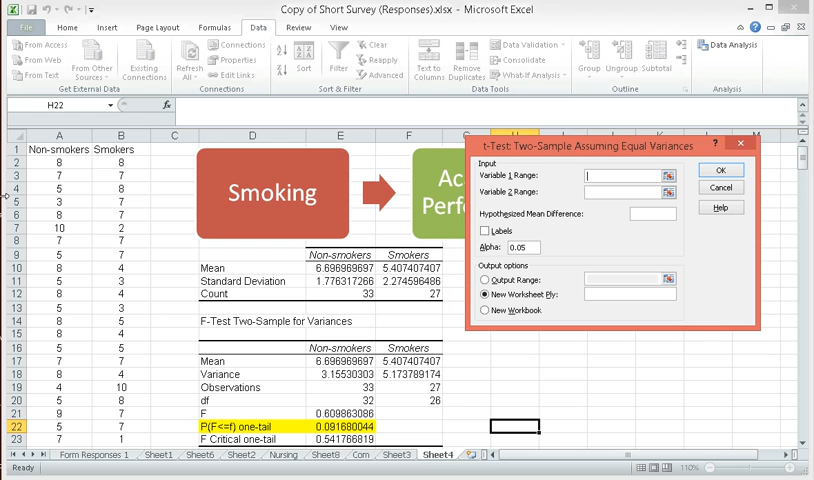 Copy of Short Survey (Responses).xlsx - Microsoft Excel
File Home Insert Page Layout Formulas Data Review View
From Access
From Web
From Text
From Other Sources
Get External Data
Existing Connections
Refresh All
Connections
Properties
Edit Links
Connections
Sort
Filter
Clear
Reapply
Advanced
Sort & Filter
Text to Columns
Remove Duplicates
Data Validation
Consolidate
What-If Analysis
Data Tools
Group
Ungroup
Subtotal
Outline
Data Analysis
Analysis
H22
fx
A B C D E F
1 Non-smokers Smokers
2 8 8
3 7 7
4 5 8
5 3 7
6 8 7
7 10 2
8 7 7
9 5 7 Non-smokers Smokers
10 8 4 Mean 6.696969697 5.407407407
11 5 3 Standard Deviation 1.776317266 2.274596486
12 8 4 Count 33 27
13 5 3
14 8 5 F-Test Two-Sample for Variances
15 8 4
16 5 5 Non-smokers Smokers
17 7 7 Mean 6.696969697 5.407407407
18 8 4 Variance 3.15530303 5.173789174
19 4 10 Observations 33 27
20 5 8 df 32 26
21 9 7 F 0.609863086
22 5 7 P(F<=f) one-tail 0.091680044
23 7 1 F Critical one-tail 0.541766819
Smoking
Ac
Perf
t-Test: Two-Sample Assuming Equal Variances
Input
Variable 1 Range:
Variable 2 Range:
Hypothesized Mean Difference:
Labels
Alpha: 0.05
Output options
Output Range:
New Worksheet Ply:
New Workbook
OK
Cancel
Help
Form Responses 1 Sheet1 Sheet6 Sheet2 Nursing Sheet8 Com Sheet3 Sheet4
Ready
110%